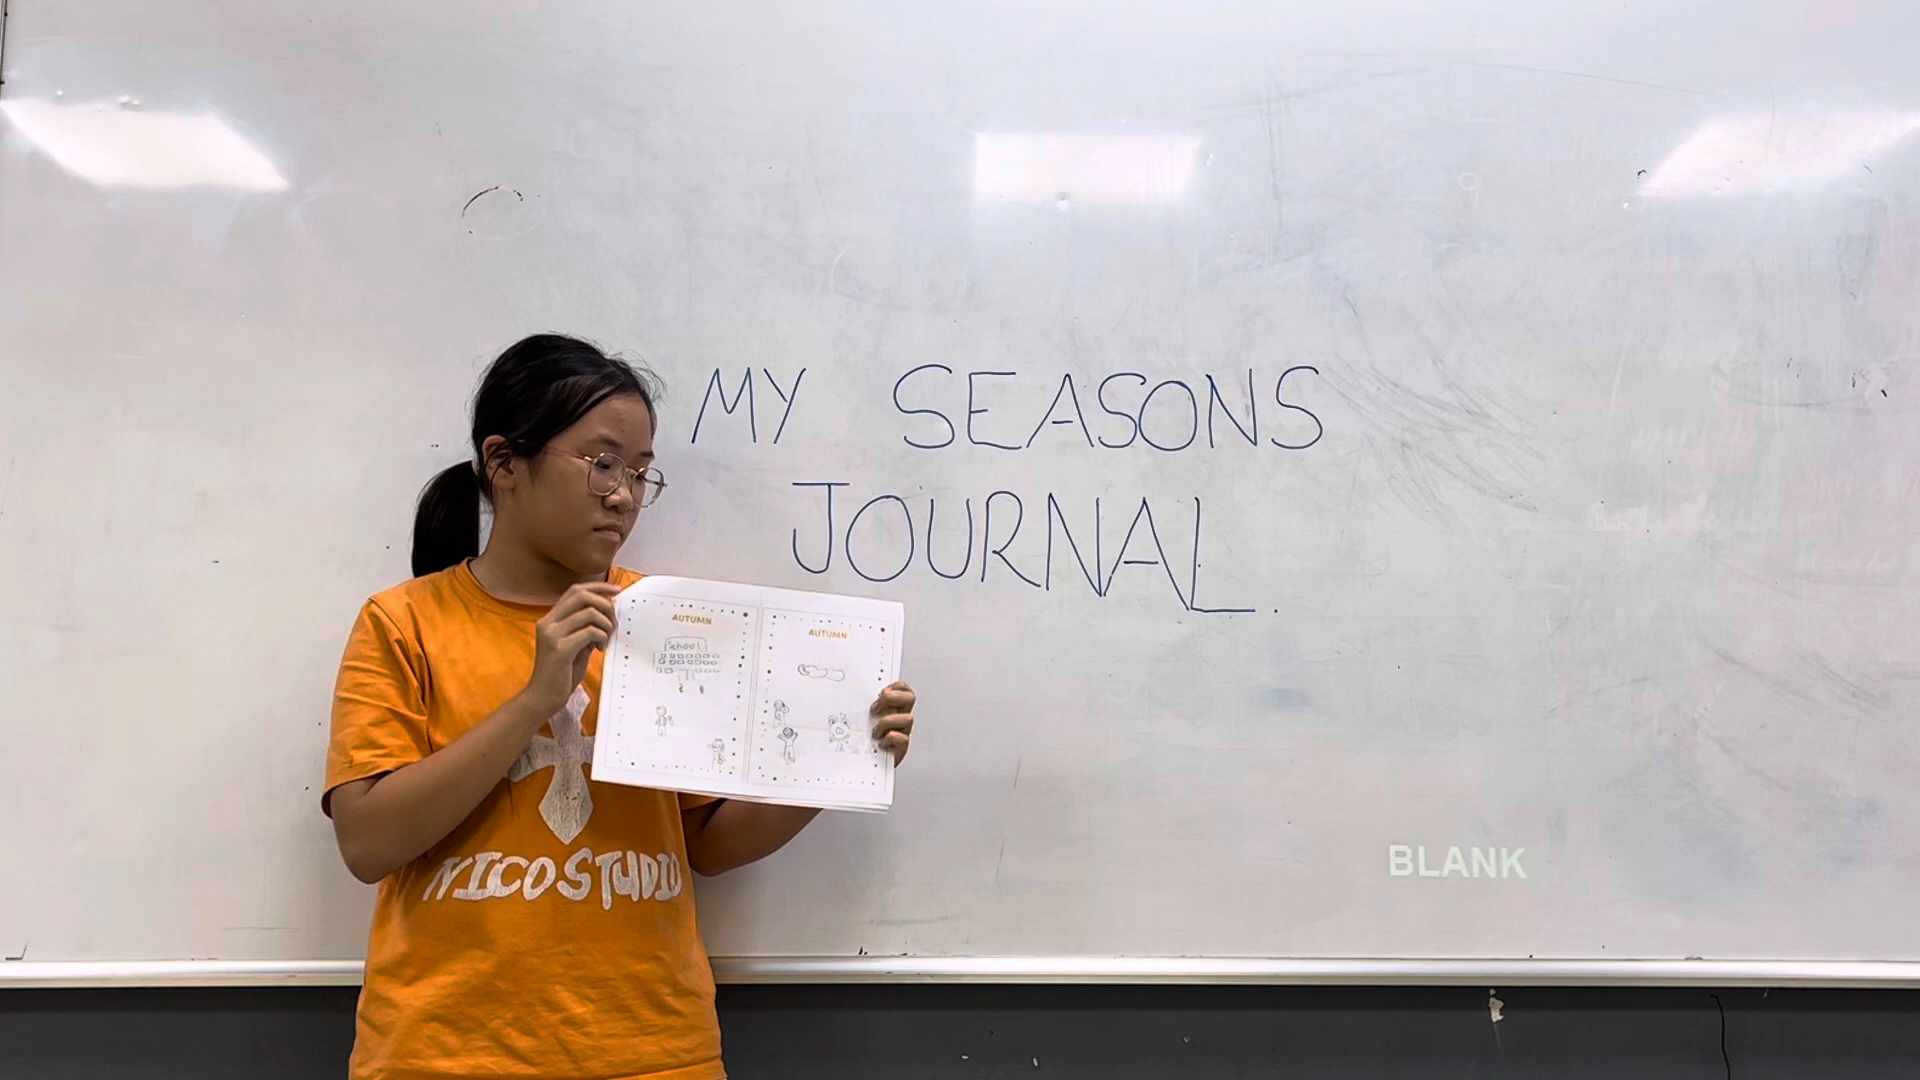 MY SEASONS
JOURNAL.
AUTUMN
School
AUTUMN
NICOSTUDIO
BLANK